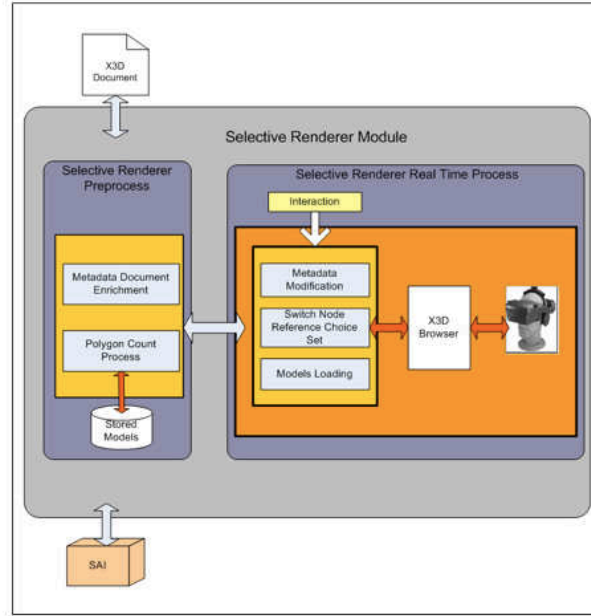 X3D
Document
Selective Renderer Module
Selective Renderer
Preprocess
Metadata Document
Enrichment
Polygon Count
Process
Stored
Models
Selective Renderer Real Time Process
Interaction
Metadada
Modification
Switch Node
Reference Choice
Set
Models Loading
X3D
Browser
SAI